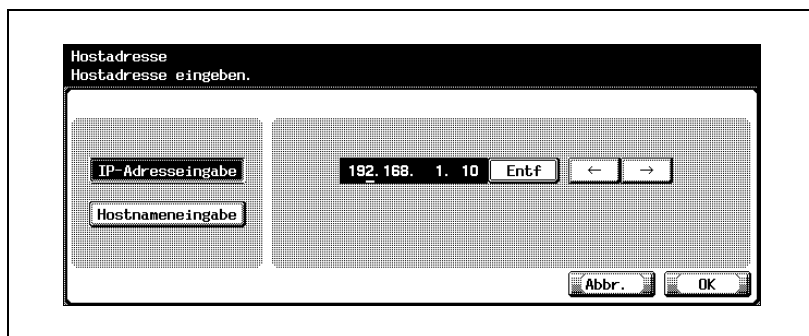 Hostadresse
Hostadresse eingeben.
IP-Adresseingabe
192.168. 1. 10 Entf ← →
Hostnameneingabe
Abbr. OK